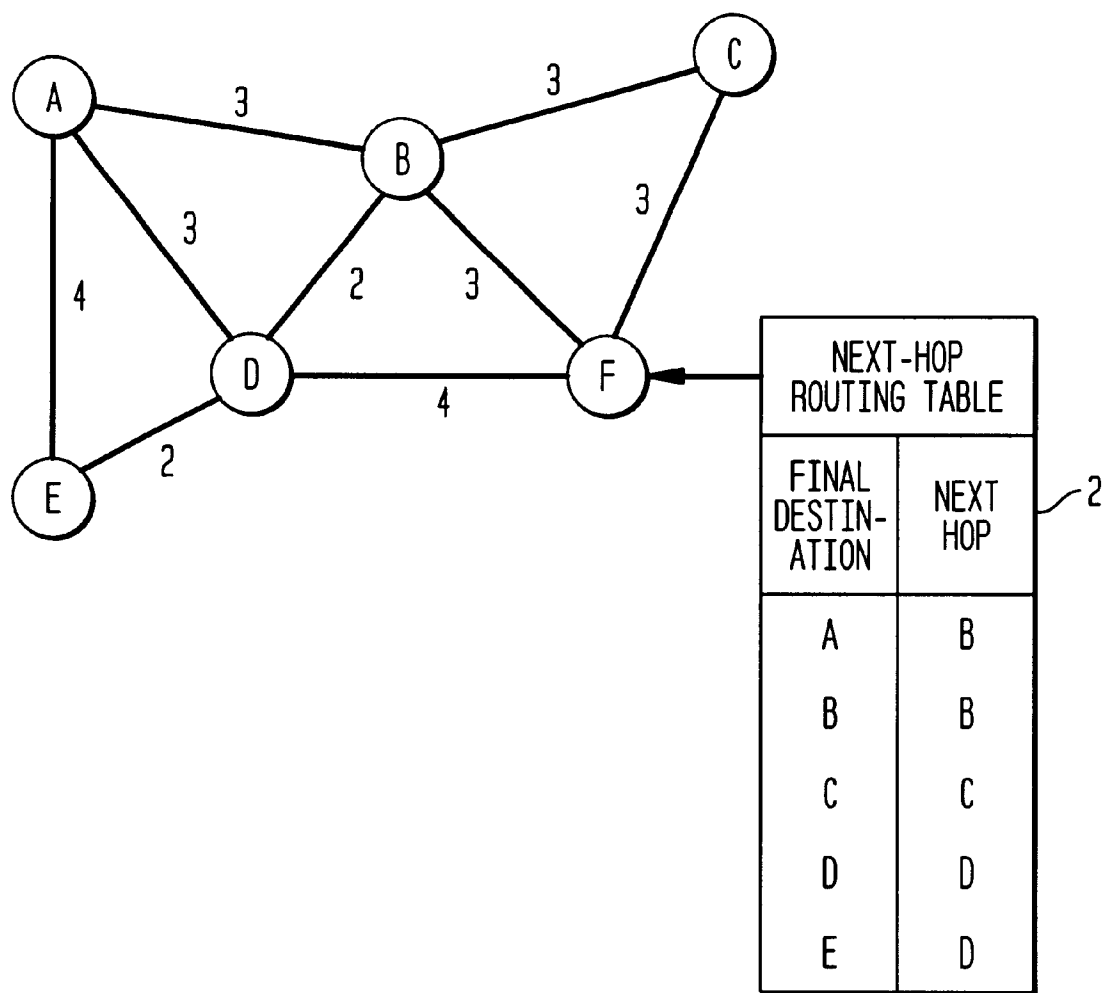 C
A
3
3
B
3
3
2
3
4
D
F
4
2
E
NEXT-HOP
ROUTING TABLE
FINAL
DESTIN-
ATION
NEXT
HOP
2
A B
B B
C C
D D
E D